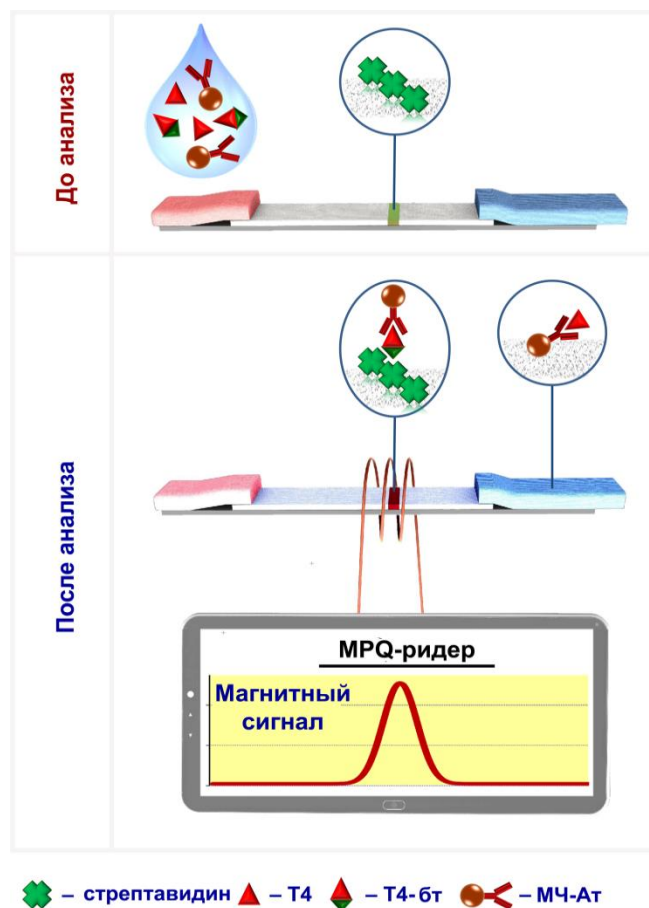 До анализа
После анализа
MPQ-ридер
Магнитный
сигнал
– стрептавидин – Т4 – Т4-бт – МЧ-Ат